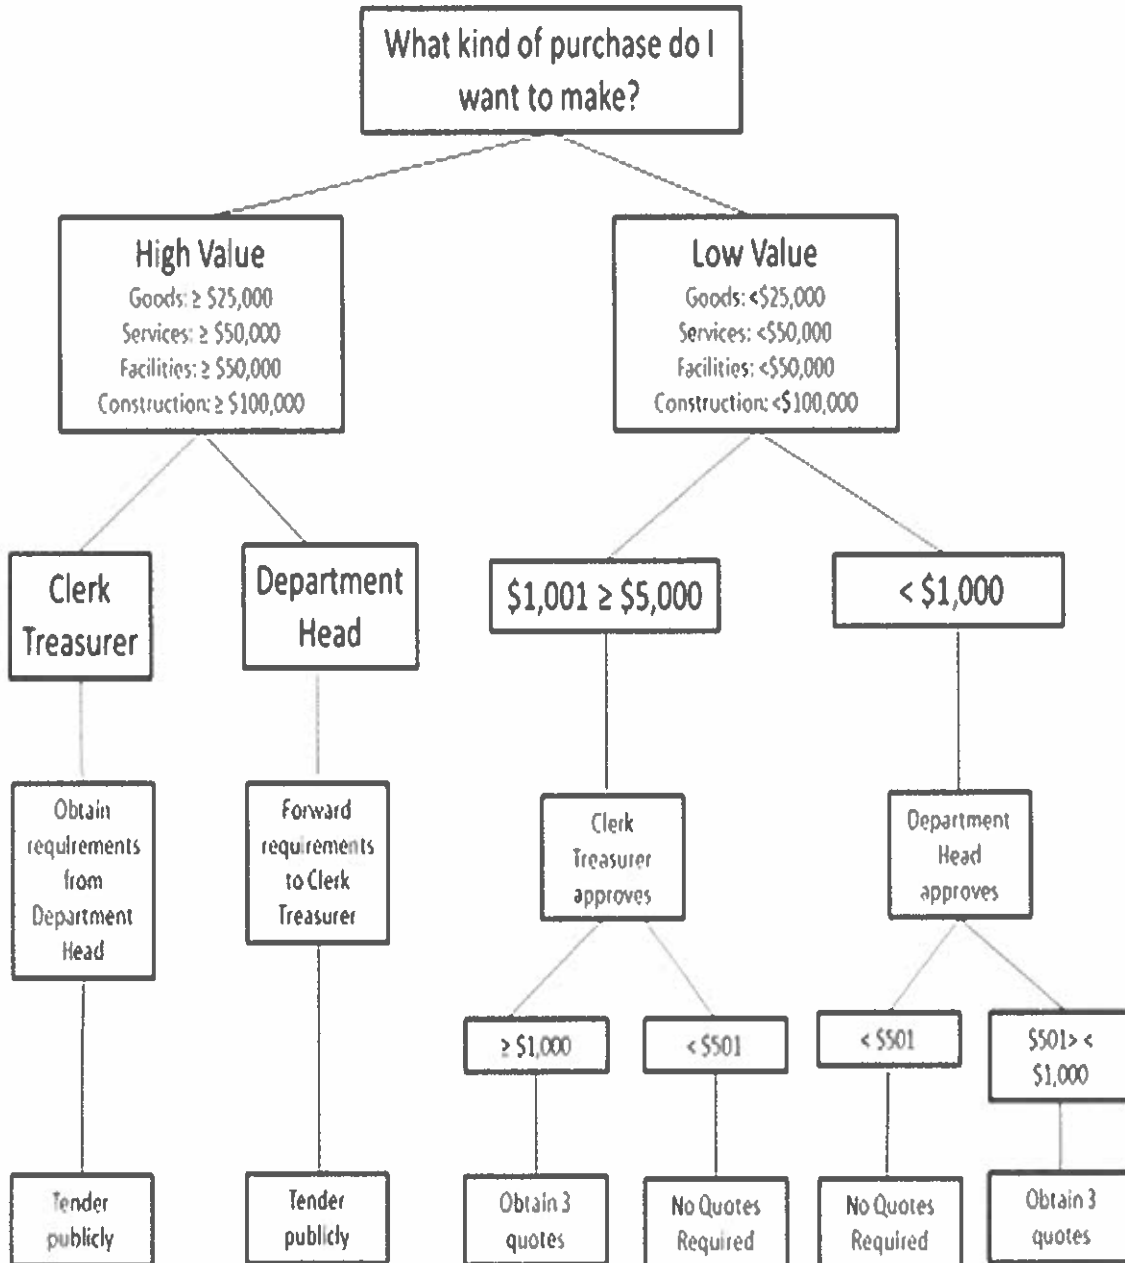 What kind of purchase do I
want to make?
High Value
Goods: ≥ $25,000
Services: ≥ $50,000
Facilities: ≥ $50,000
Construction: ≥ $100,000
Low Value
Goods: <$25,000
Services: <$50,000
Facilities: <$50,000
Construction: <$100,000
Clerk
Treasurer
Department
Head
$1,001 ≥ $5,000
< $1,000
Obtain
requirements
from
Department
Head
Forward
requirements
to Clerk
Treasurer
Clerk
Treasurer
approves
Department
Head
approves
≥ $1,000
< $501
< $501
$501> <
$1,000
Tender
publicly
Tender
publicly
Obtain 3
quotes
No Quotes
Required
No Quotes
Required
Obtain 3
quotes